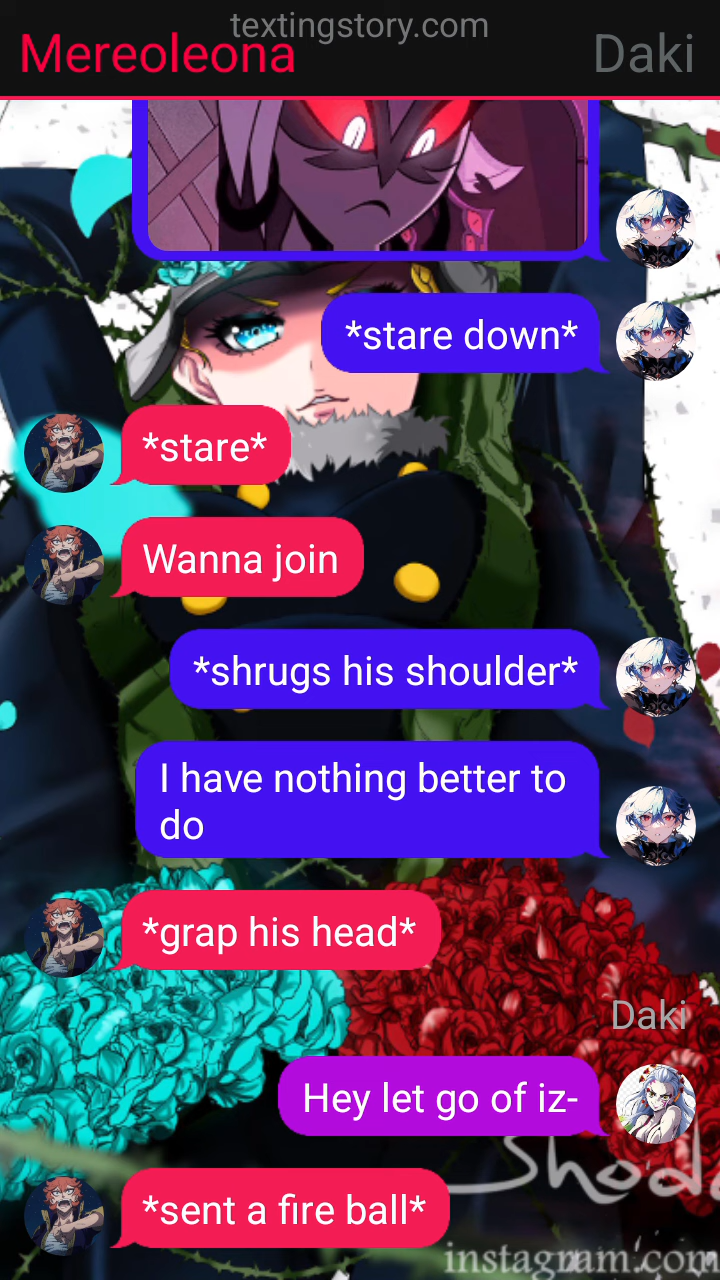 textingstory.com
Mereoleona
Daki
*stare down*
*stare*
Wanna join
*shrugs his shoulder*
I have nothing better to
do
*grap his head*
Daki
Hey let go of iz-
*sent a fire ball*
Shod
instagram.com